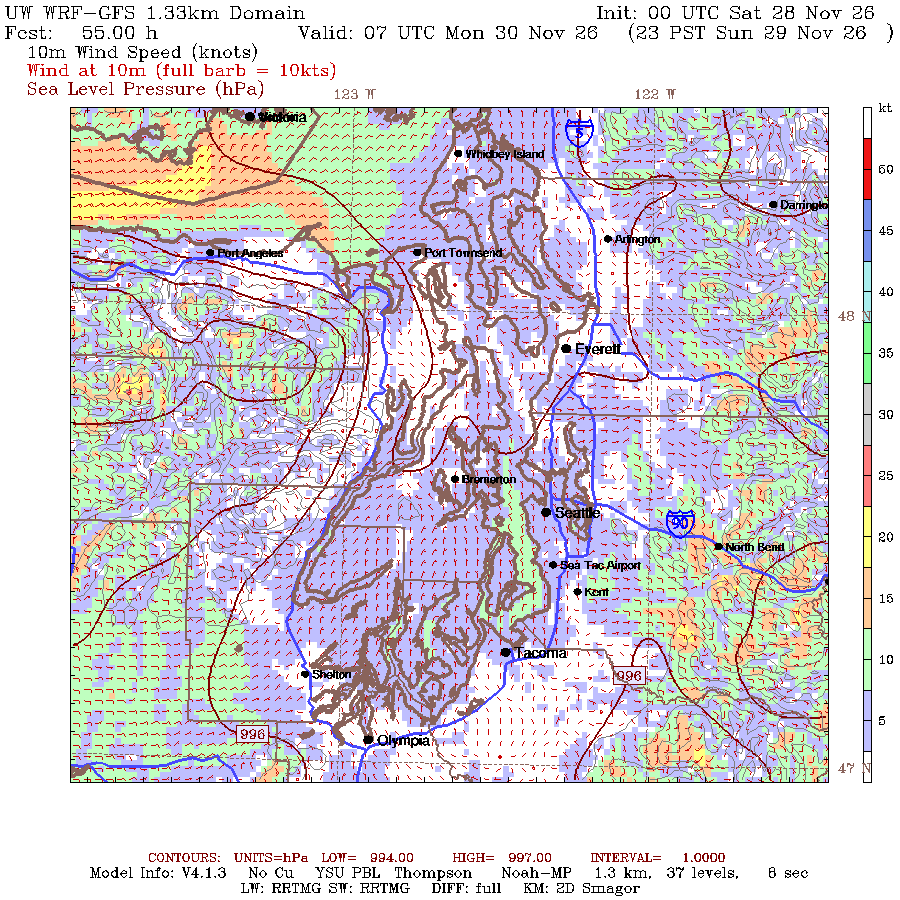 UW WRF-GFS 1.33km Domain Init: 00 UTC Sat 28 Nov 26
Fcst: 55.00 h Valid: 07 UTC Mon 30 Nov 26 (23 PST Sun 29 Nov 26 )
10m Wind Speed (knots)
Wind at 10m (full barb = 10kts)
Sea Level Pressure (hPa)
123 W 122 W
kt
Victoria
5
Whidbey Island
60
Darringto
45
Arlington
Port Angeles
Port Townsend
40
48 N
Everett
35
30
25
Bremerton
Seattle
90
20
North Bend
Sea Tac Airport
Kent
15
Tacoma
10
Shelton
996
5
996
Olympia
47 N
CONTOURS: UNITS=hPa LOW= 994.00 HIGH= 997.00 INTERVAL= 1.0000
Model Info: V4.1.3 No Cu YSU PBL Thompson Noah-MP 1.3 km, 37 levels, 8 sec
LW: RRTMG SW: RRTMG DIFF: full KM: 2D Smagor